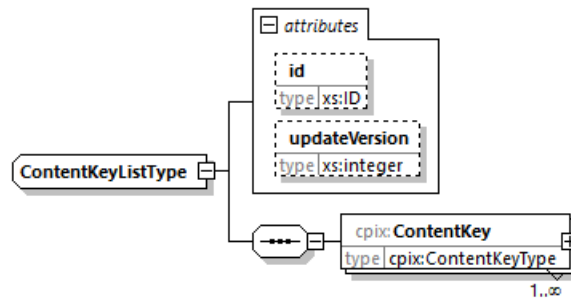 attributes
id
type xs:ID
updateVersion
type xs:integer
ContentKeyListType
cpix:ContentKey
type cpix:ContentKeyType
1..∞